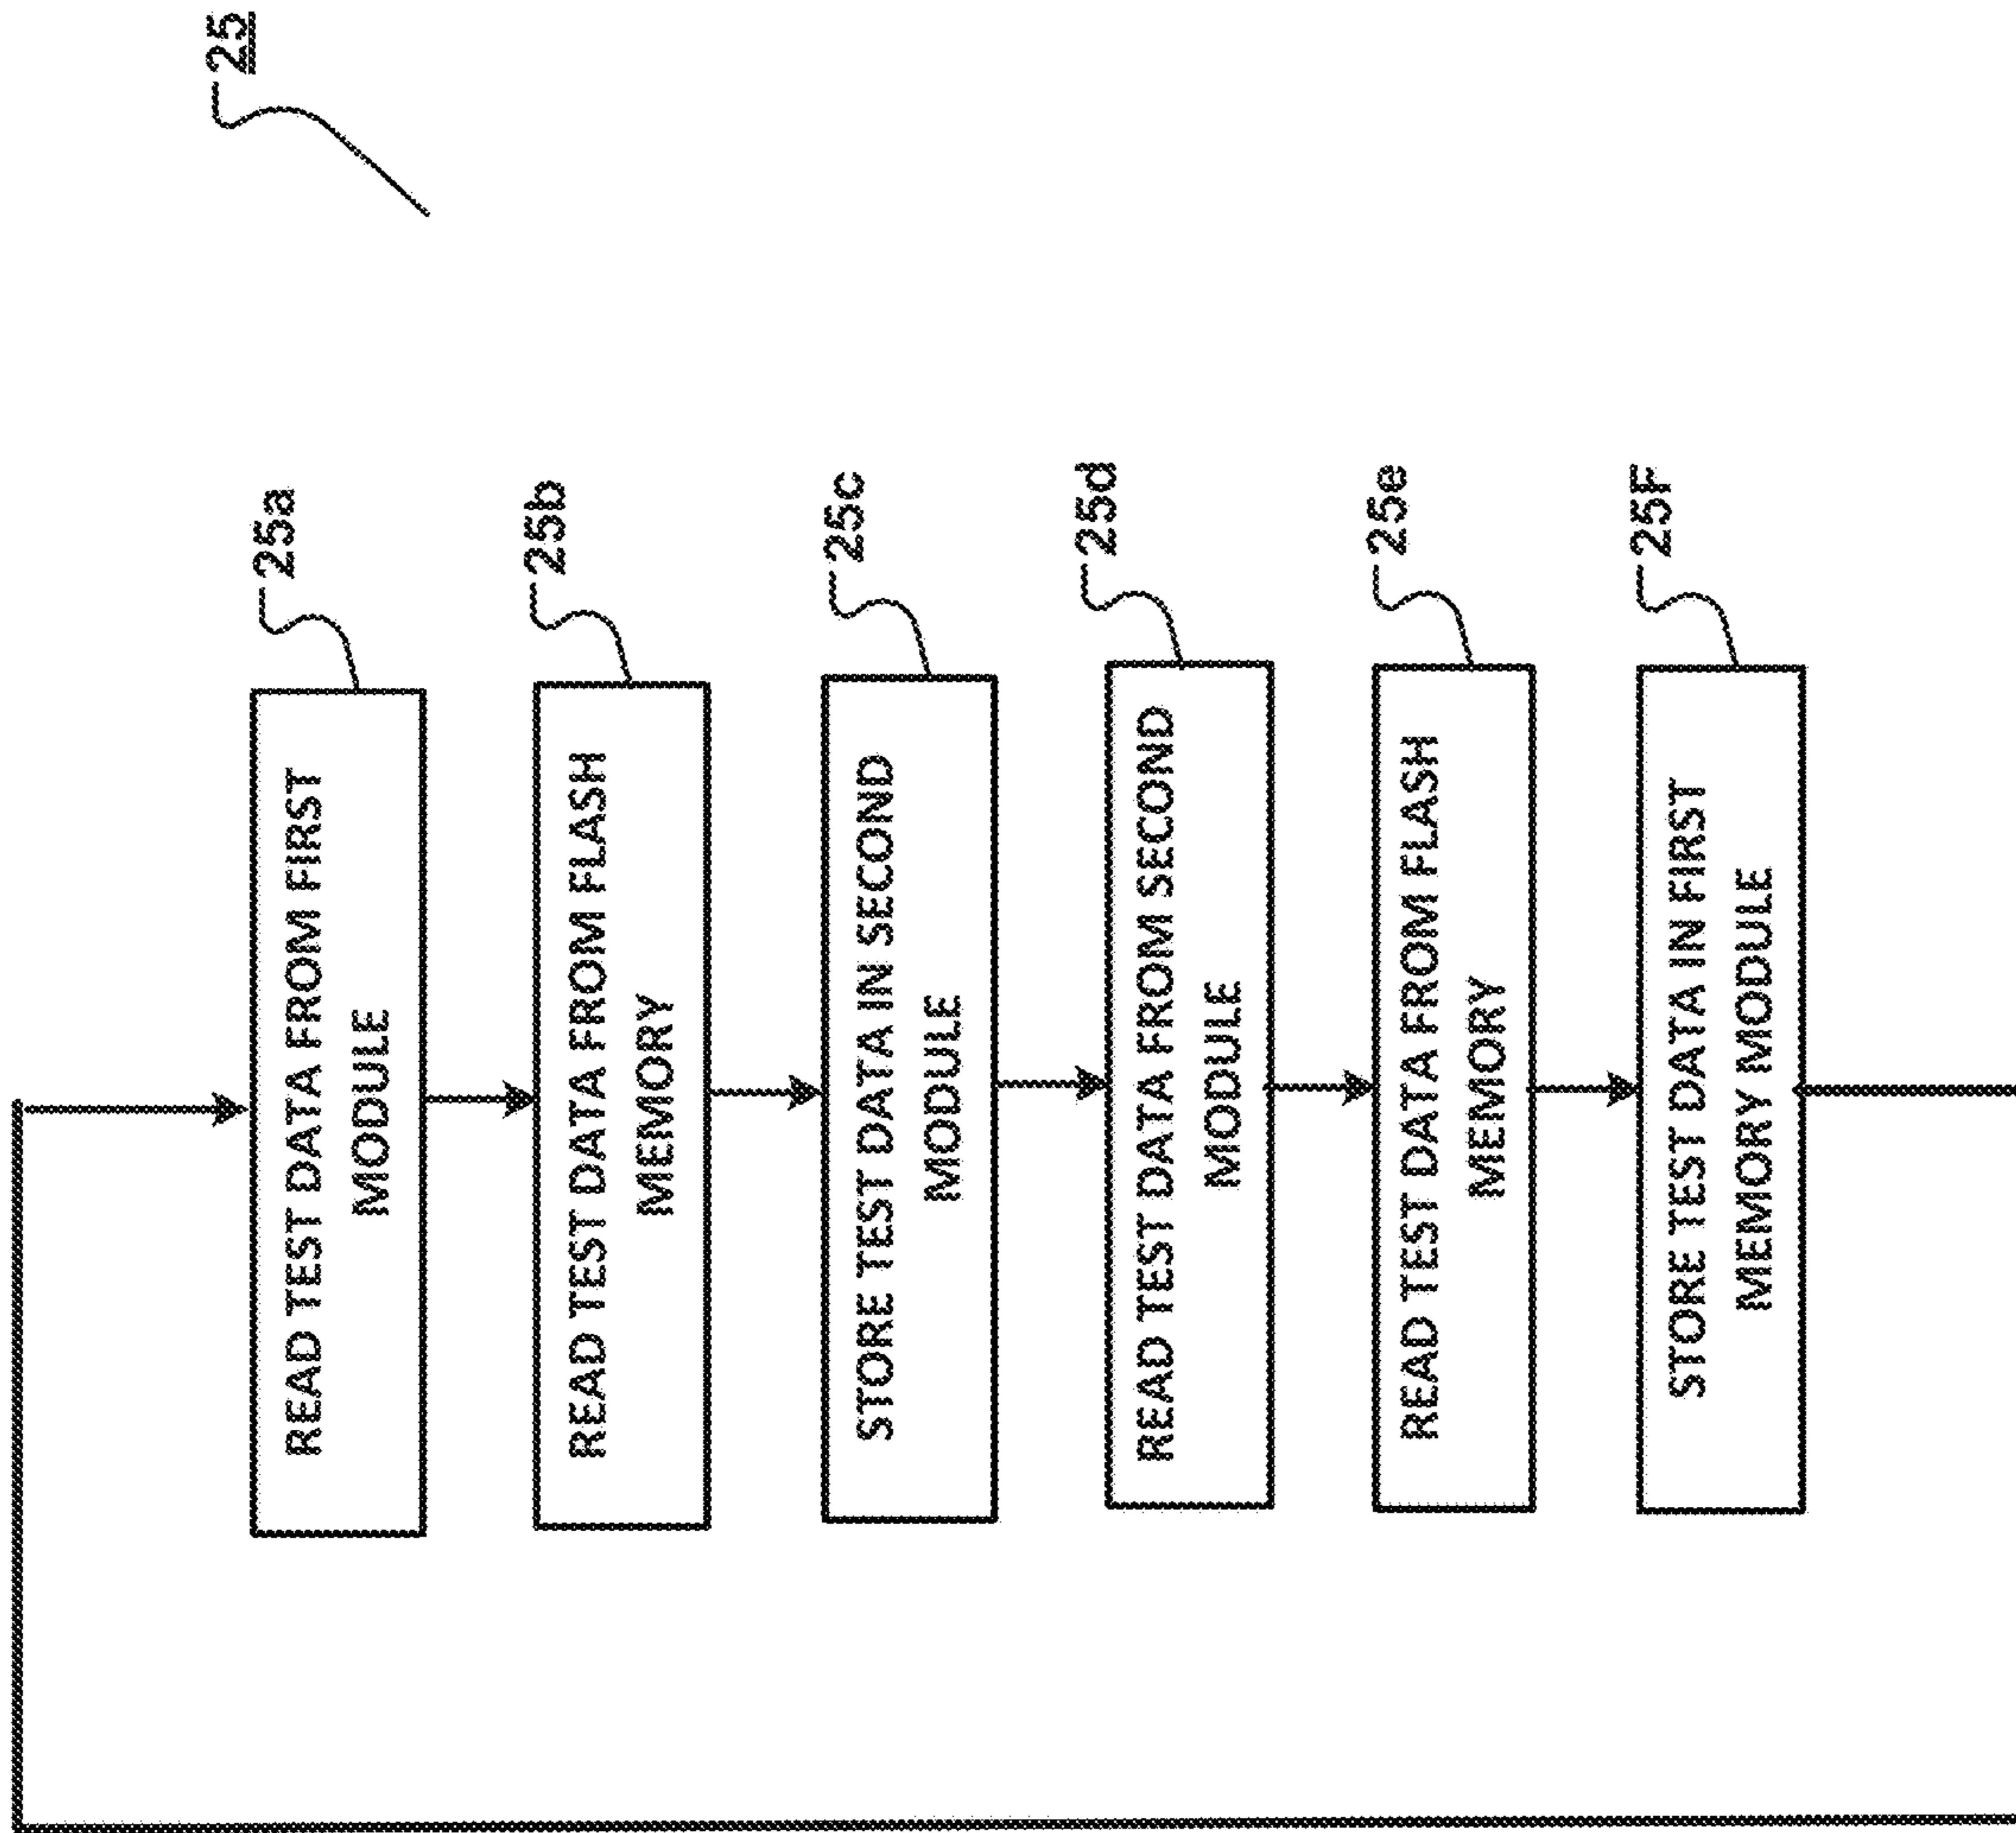 25
25a
READ TEST DATA FROM FIRST
MODULE
25b
READ TEST DATA FROM FLASH
MEMORY
25c
STORE TEST DATA IN SECOND
MODULE
25d
READ TEST DATA FROM SECOND
MODULE
25e
READ TEST DATA FROM FLASH
MEMORY
25F
STORE TEST DATA IN FIRST
MEMORY MODULE